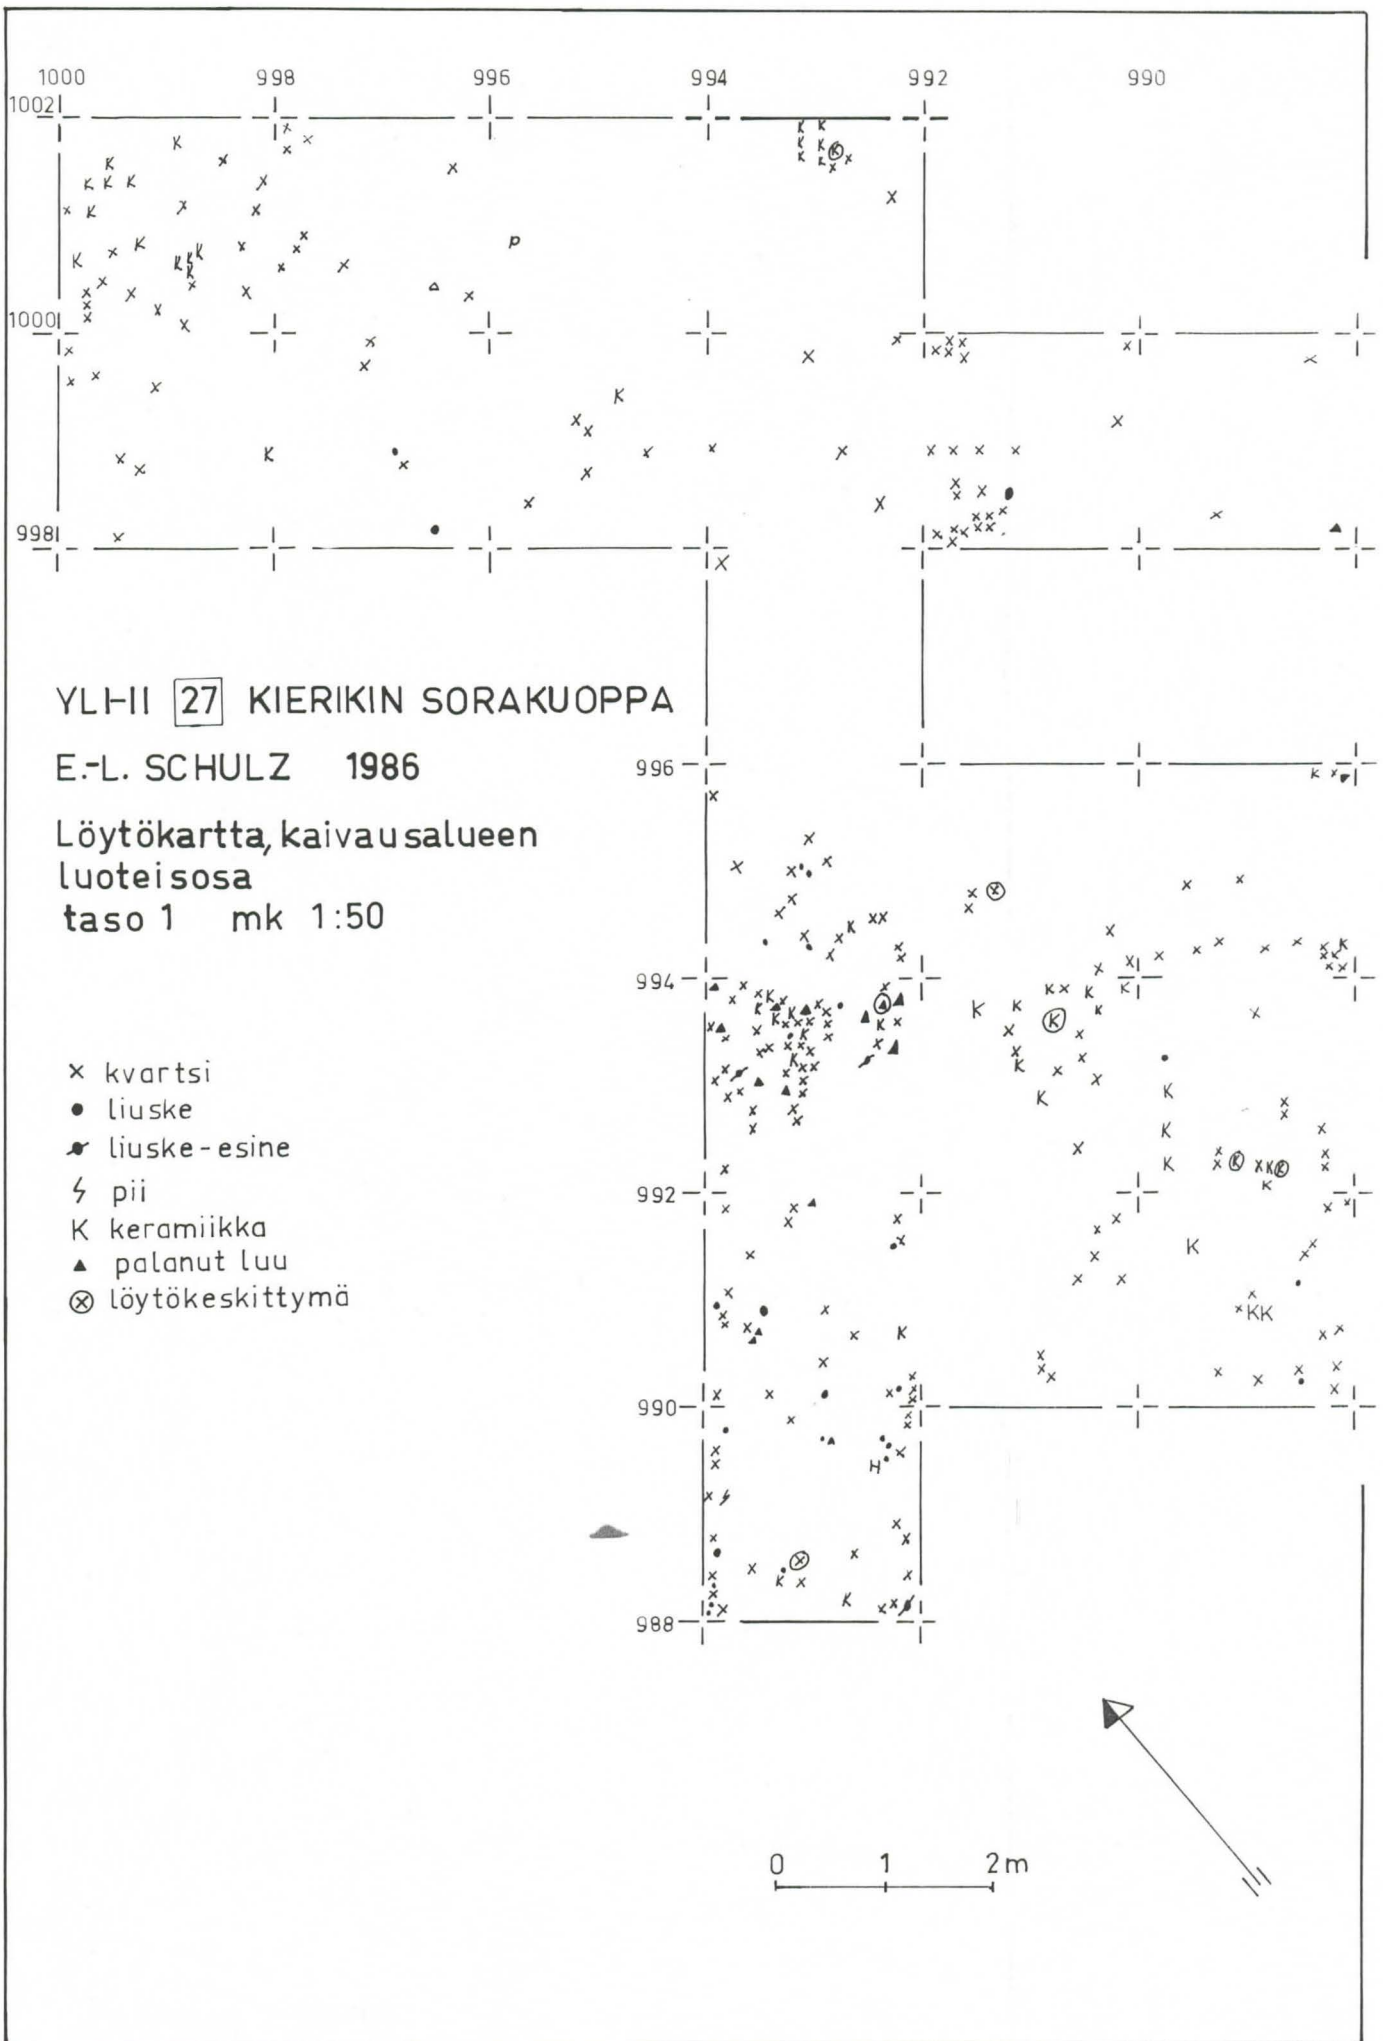 1000 998 996 994 992 990
1002
1000
998
YLI-II 27 KIERIKIN SORAKUOPPA
E.-L. SCHULZ 1986
Löytökartta, kaivausalueen
luoteisosa
taso 1 mk 1:50
996
994
992
990
988
x kvartsi
liuske
liuske-esine
pii
K keramiikka
palanut luu
löytökeskittymä
p
H
0 1 2m